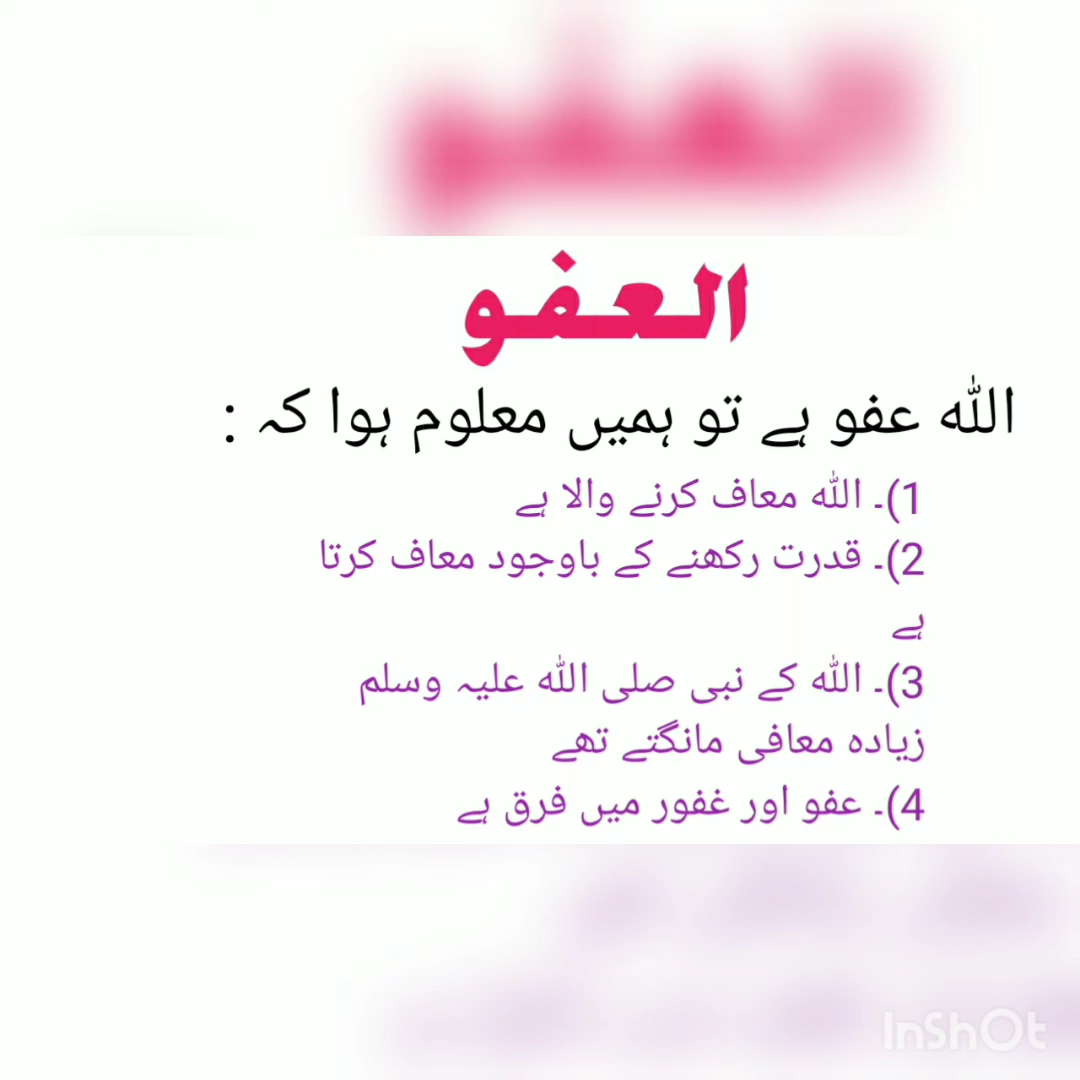 العفو
اللہ عفو ہے تو ہمیں معلوم ہوا کہ :
1)۔ اللہ معاف کرنے والا ہے
2)۔ قدرت رکھنے کے باوجود معاف کرتا
ہے
3)۔ اللہ کے نبی صلی اللہ علیہ وسلم
زیادہ معافی مانگتے تھے
4)۔ عفو اور غفور میں فرق ہے
InShOt